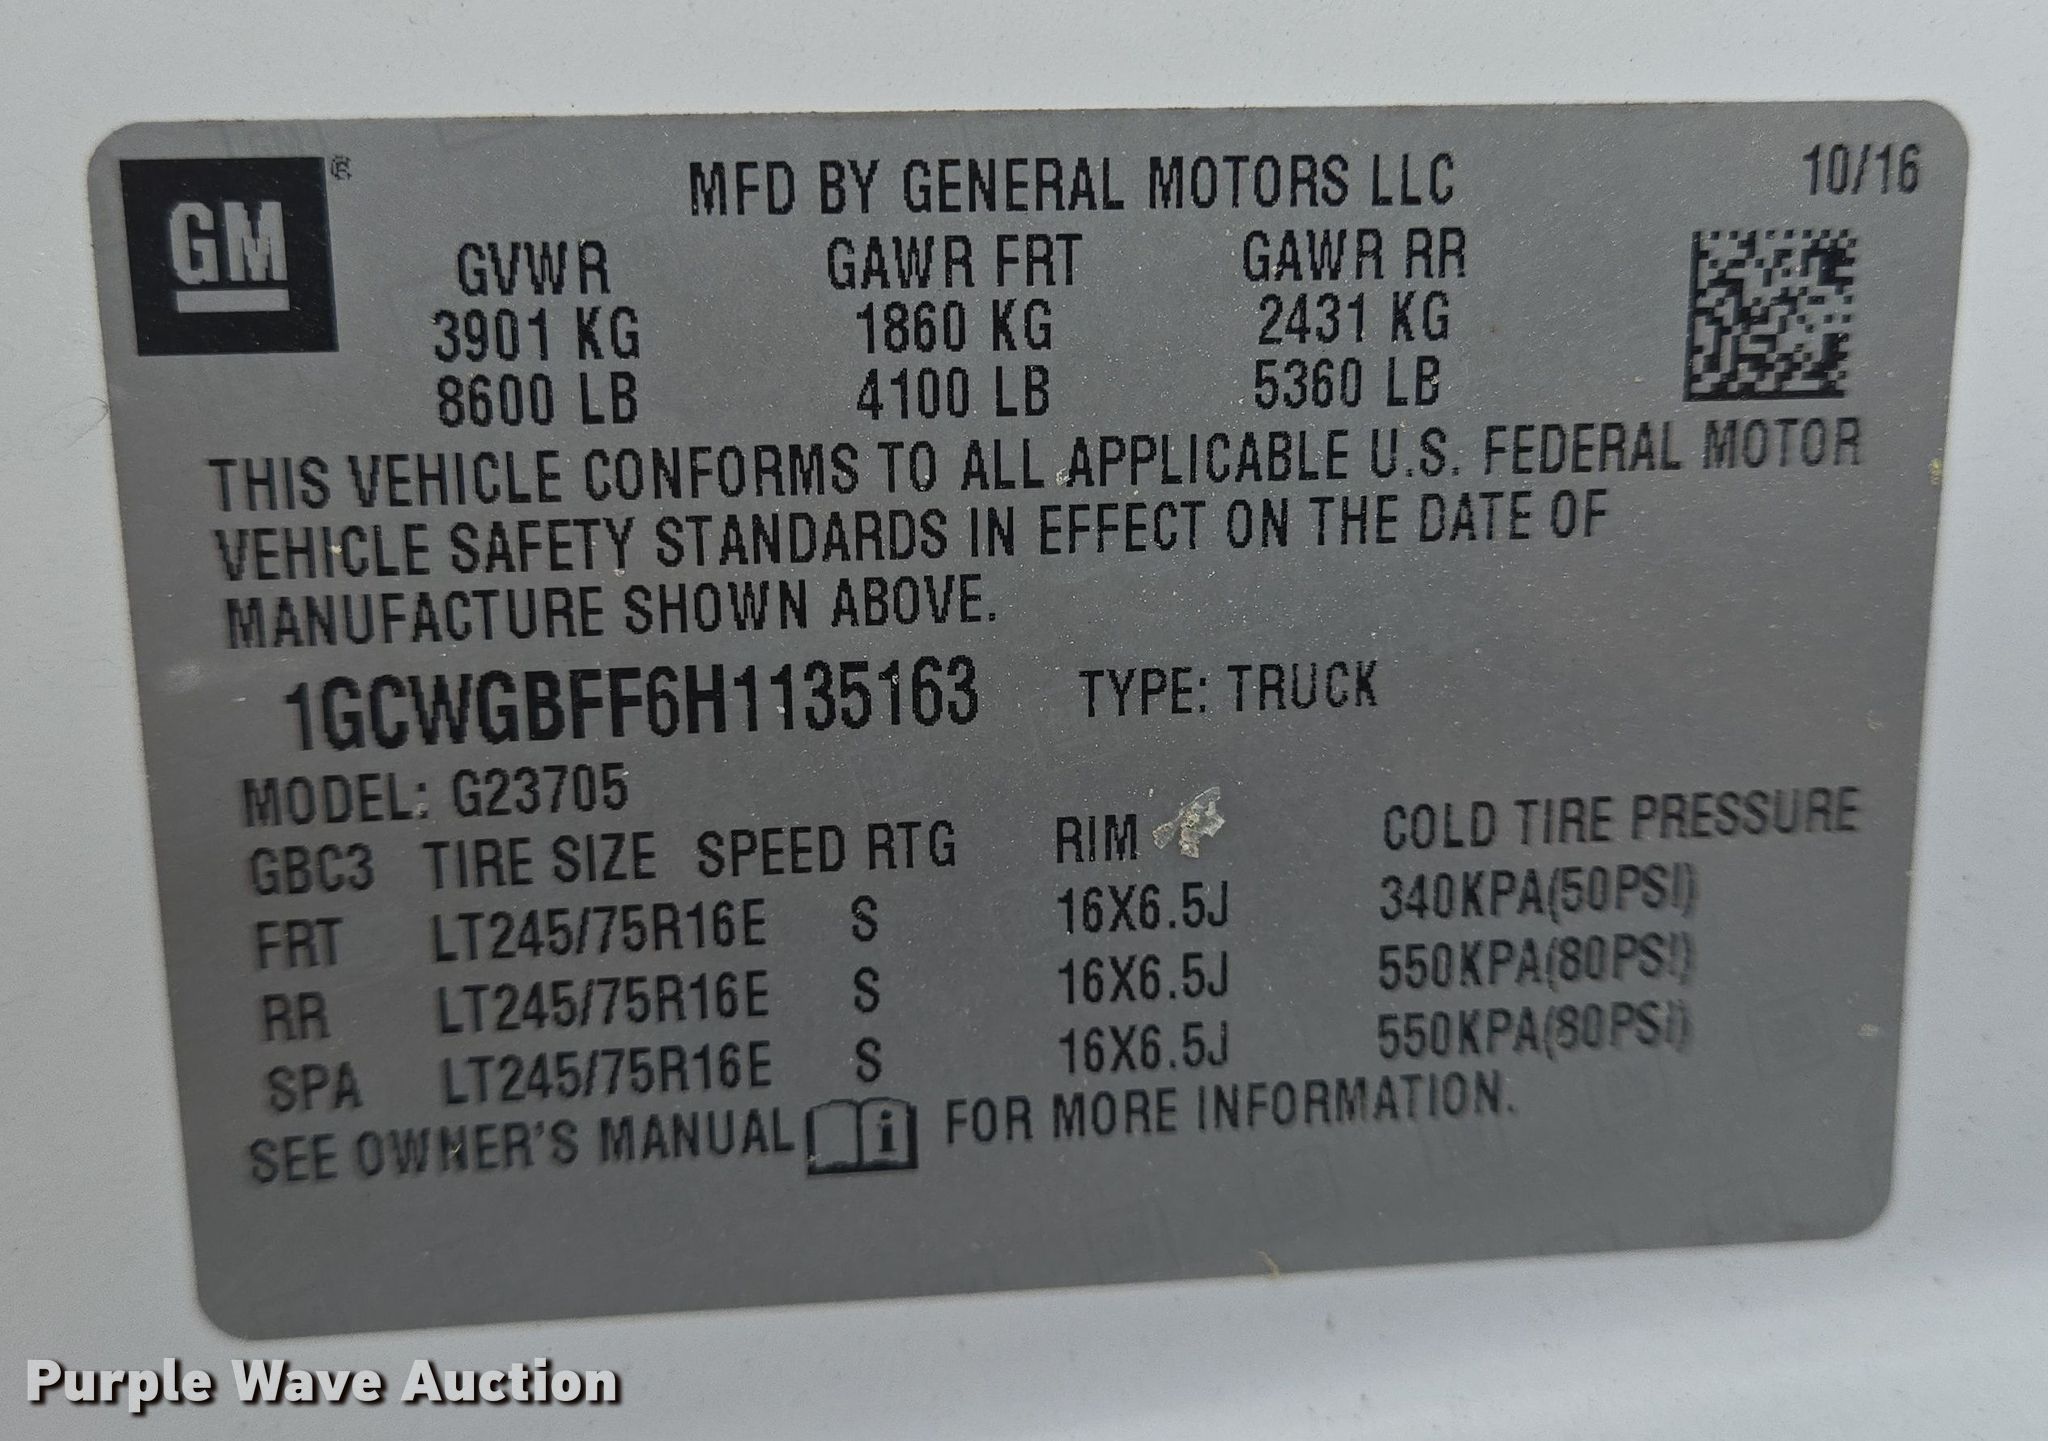 GM ®
MFD BY GENERAL MOTORS LLC 10/16
GVWR GAWR FRT GAWR RR
3901 KG 1860 KG 2431 KG
8600 LB 4100 LB 5360 LB
THIS VEHICLE CONFORMS TO ALL APPLICABLE U.S. FEDERAL MOTOR
VEHICLE SAFETY STANDARDS IN EFFECT ON THE DATE OF
MANUFACTURE SHOWN ABOVE.
1GCWGBFF6H1135163 TYPE: TRUCK
MODEL: G23705
GBC3 TIRE SIZE SPEED RTG RIM COLD TIRE PRESSURE
FRT LT245/75R16E S 16X6.5J 340KPA(50PSI)
RR LT245/75R16E S 16X6.5J 550KPA(80PSI)
SPA LT245/75R16E S 16X6.5J 550KPA(80PSI)
SEE OWNER'S MANUAL i FOR MORE INFORMATION.
Purple Wave Auction